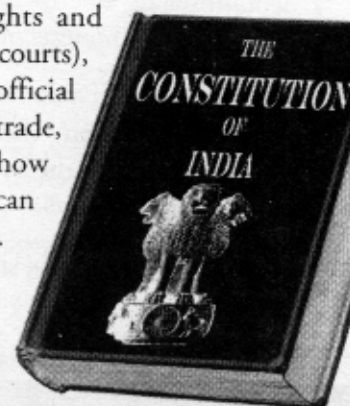 ghts and
courts),
official
trade,
how
can
.
THE
CONSTITUTION
OF
INDIA